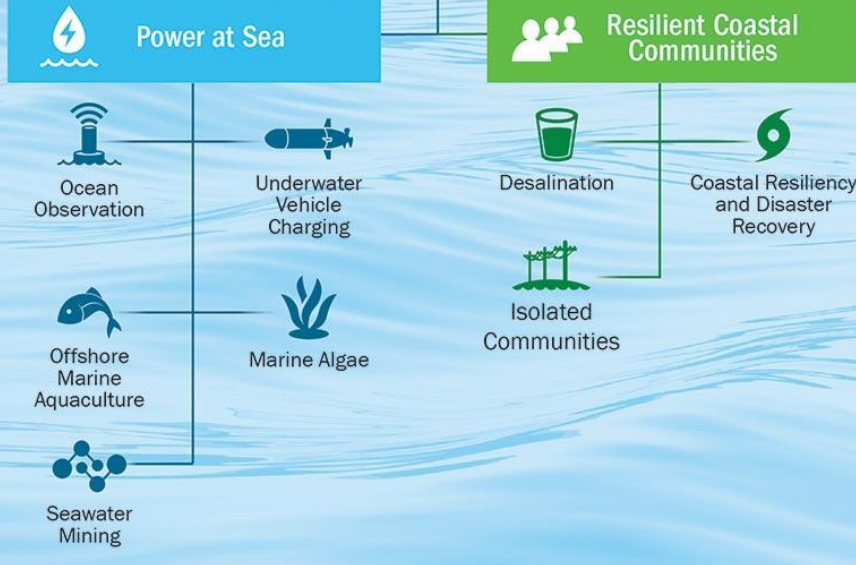 Power at Sea
Resilient Coastal
Communities
Ocean
Observation
Underwater
Vehicle
Charging
Offshore
Marine
Aquaculture
Marine Algae
Seawater
Mining
Desalination
Coastal Resiliency
and Disaster
Recovery
Isolated
Communities